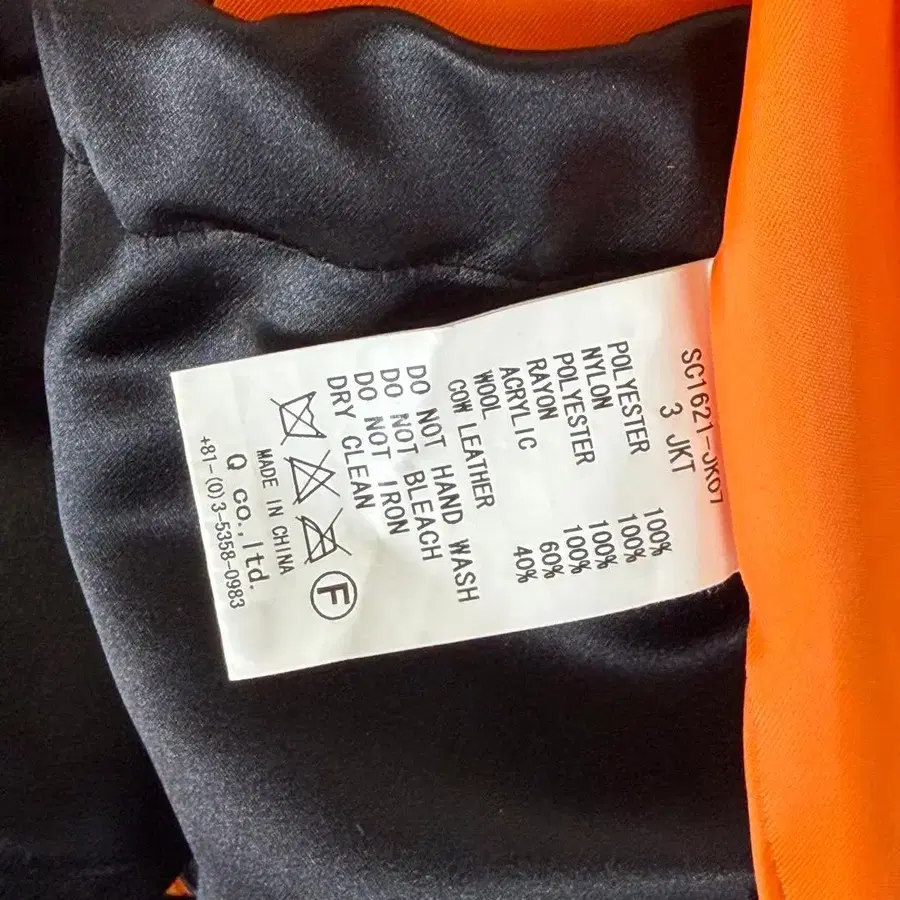 SC1621-JK07
3 JKT
POLYESTER 100%
NYLON 100%
POLYESTER 100%
RAYON 100%
ACRYLIC 60%
WOOL 40%
COW LEATHER
DO NOT HAND WASH
DO NOT BLEACH
DO NOT IRON
DRY CLEAN
F
MADE IN CHINA
Q co., ltd.
+81-(0)3-5358-0983